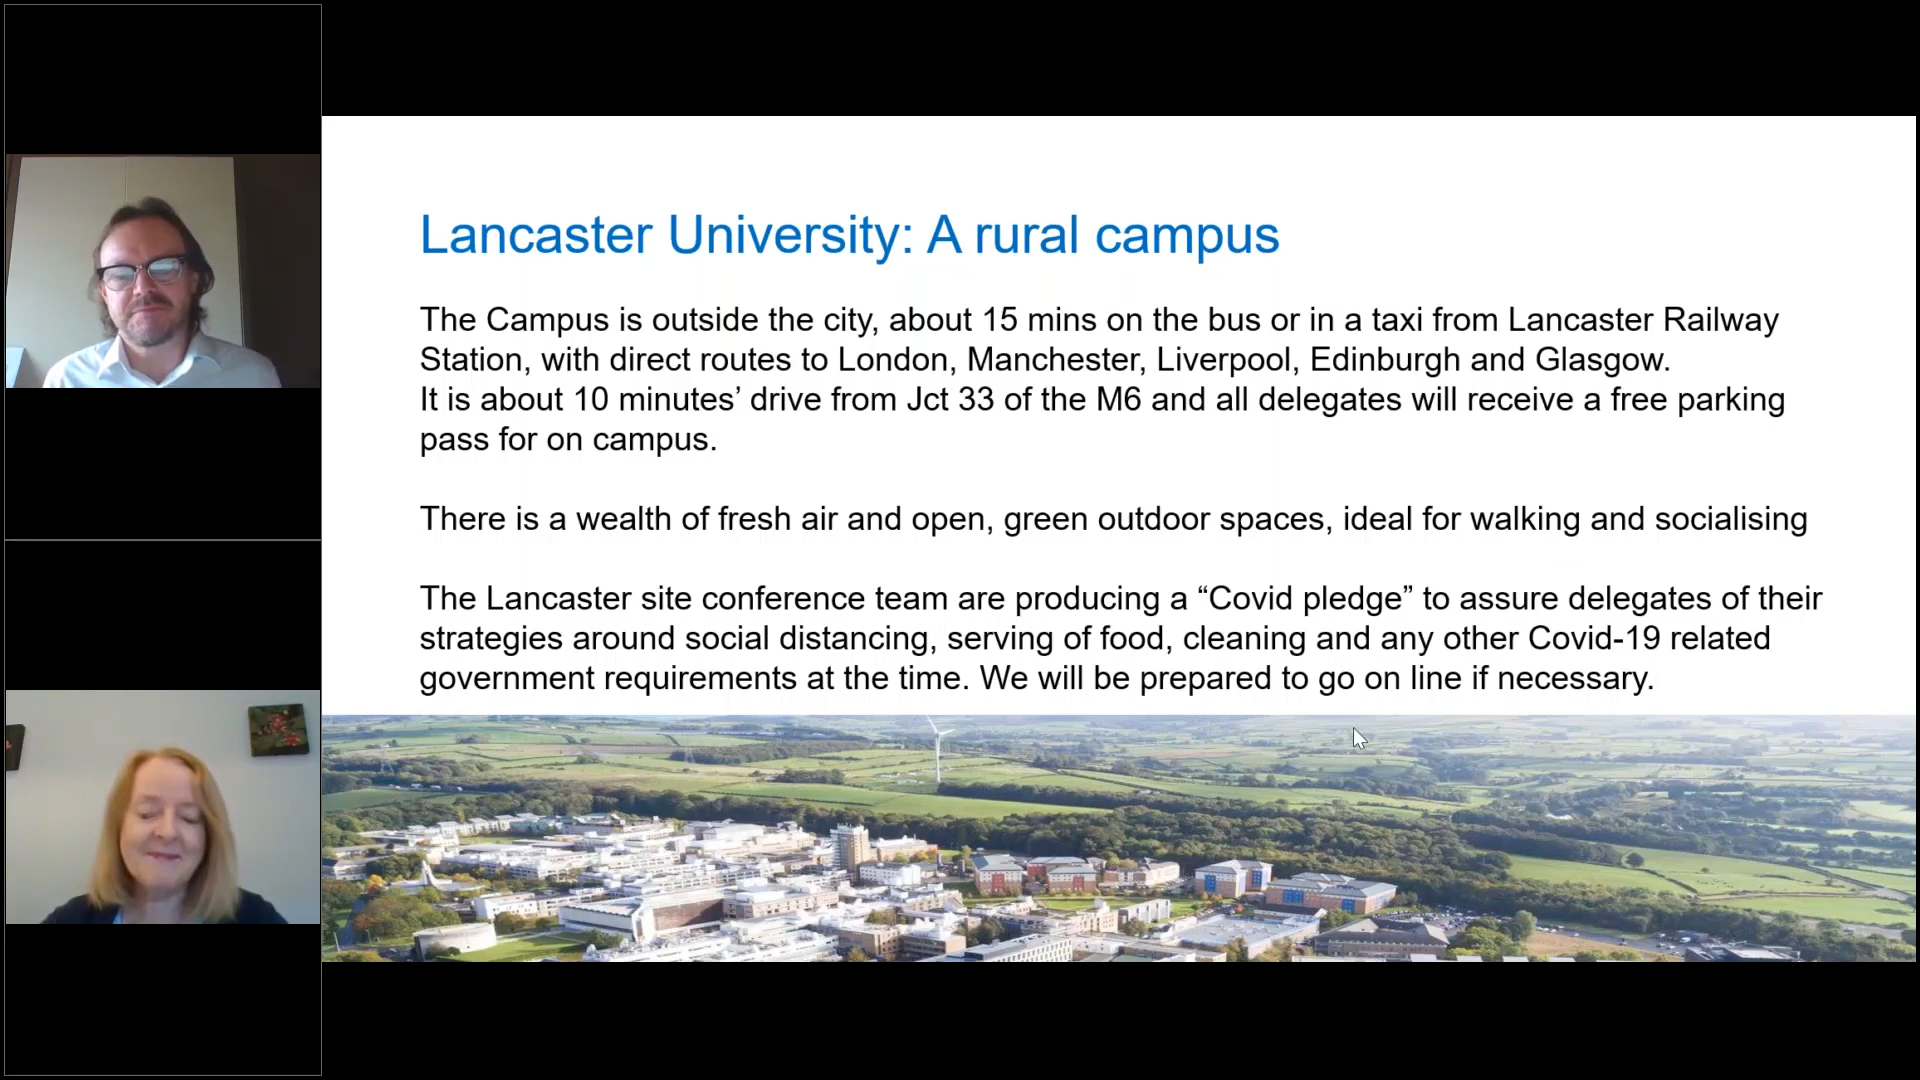 Lancaster University: A rural campus
The Campus is outside the city, about 15 mins on the bus or in a taxi from Lancaster Railway
Station, with direct routes to London, Manchester, Liverpool, Edinburgh and Glasgow.
It is about 10 minutes’ drive from Jct 33 of the M6 and all delegates will receive a free parking
pass for on campus.
There is a wealth of fresh air and open, green outdoor spaces, ideal for walking and socialising
The Lancaster site conference team are producing a “Covid pledge” to assure delegates of their
strategies around social distancing, serving of food, cleaning and any other Covid-19 related
government requirements at the time. We will be prepared to go on line if necessary.